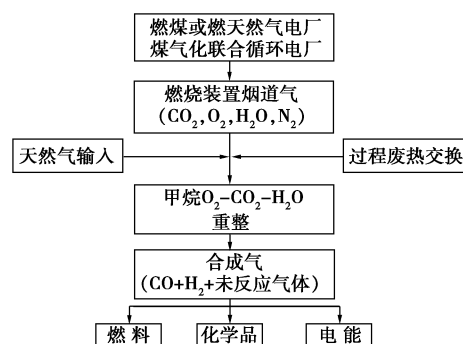 燃煤或燃天然气电厂
煤气化联合循环电厂
燃烧装置烟道气
(CO₂,O₂,H₂O,N₂)
天然气输入
过程废热交换
甲烷O₂-CO₂-H₂O
重整
合成气
(CO+H₂+未反应气体)
燃料
化学品
电能